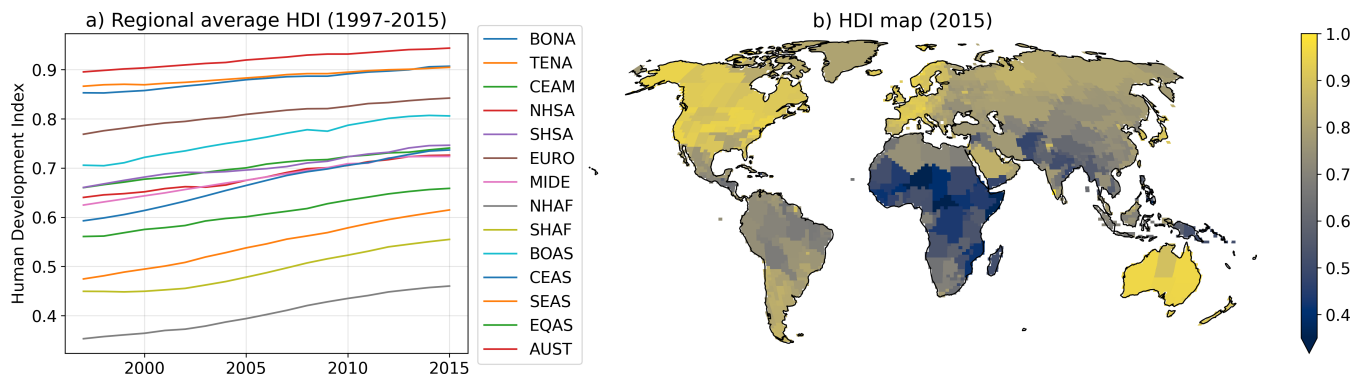 a) Regional average HDI (1997-2015)
Human Development Index
0.9
0.8
0.7
0.6
0.5
0.4
2000
2005
2010
2015
BONA
TENA
CEAM
NHSA
SHSA
EURO
MIDE
NHAF
SHAF
BOAS
CEAS
SEAS
EQAS
AUST
b) HDI map (2015)
1.0
0.9
0.8
0.7
0.6
0.5
0.4